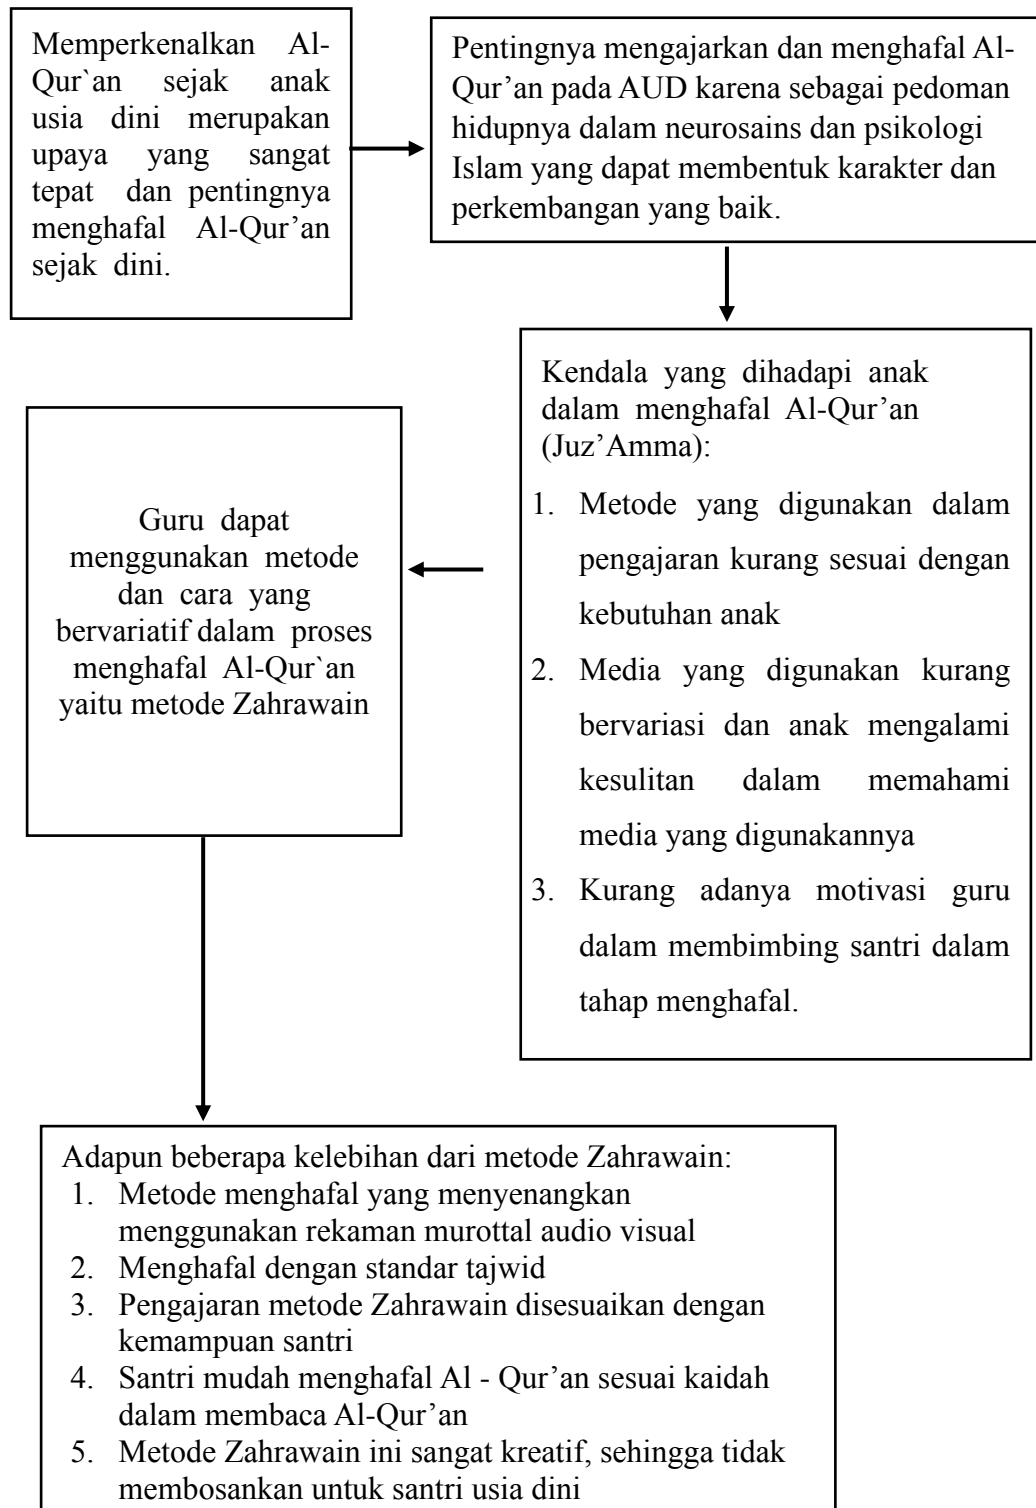 Memperkenalkan Al-
Qur`an sejak anak
usia dini merupakan
upaya yang sangat
tepat dan pentingnya
menghafal Al-Qur’an
sejak dini.
Pentingnya mengajarkan dan menghafal Al-
Qur’an pada AUD karena sebagai pedoman
hidupnya dalam neurosains dan psikologi
Islam yang dapat membentuk karakter dan
perkembangan yang baik.
Kendala yang dihadapi anak
dalam menghafal Al-Qur’an
(Juz’Amma):
1. Metode yang digunakan dalam
pengajaran kurang sesuai dengan
kebutuhan anak
2. Media yang digunakan kurang
bervariasi dan anak mengalami
kesulitan dalam memahami
media yang digunakannya
3. Kurang adanya motivasi guru
dalam membimbing santri dalam
tahap menghafal.
Guru dapat
menggunakan metode
dan cara yang
bervariatif dalam proses
menghafal Al-Qur`an
yaitu metode Zahrawain
Adapun beberapa kelebihan dari metode Zahrawain:
1. Metode menghafal yang menyenangkan
menggunakan rekaman murottal audio visual
2. Menghafal dengan standar tajwid
3. Pengajaran metode Zahrawain disesuaikan dengan
kemampuan santri
4. Santri mudah menghafal Al - Qur’an sesuai kaidah
dalam membaca Al-Qur’an
5. Metode Zahrawain ini sangat kreatif, sehingga tidak
membosankan untuk santri usia dini